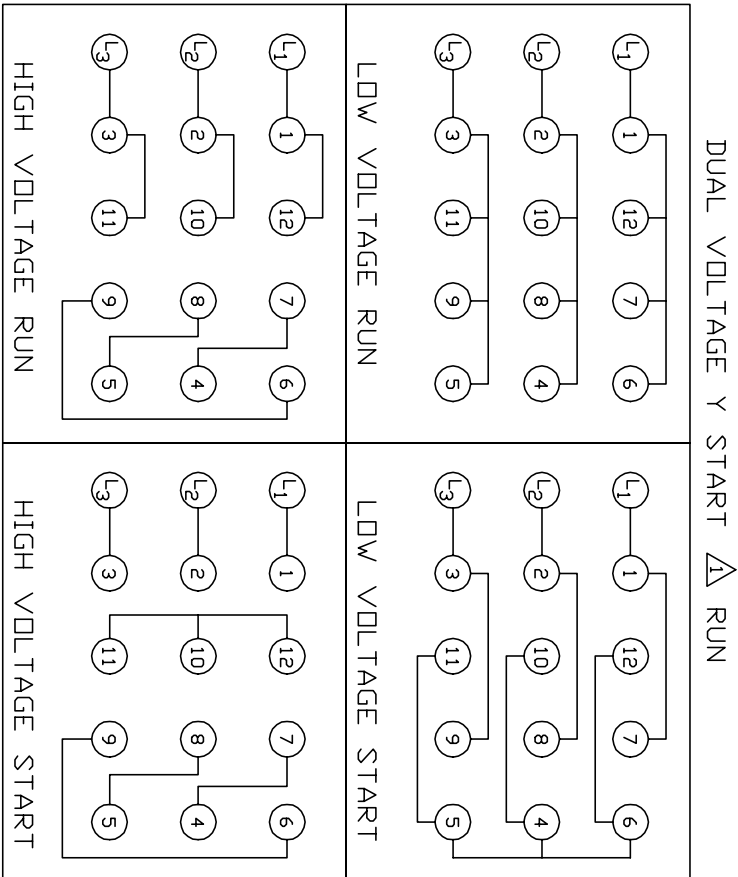 DUAL VOLTAGE Y START 1 RUN
L1 1 12 7 6
L2 2 10 8 4
L3 3 11 9 5
LOW VOLTAGE RUN
L1 1 12 7 6
L2 2 10 8 4
L3 3 11 9 5
LOW VOLTAGE START
L1 1 12 7 6
L2 2 10 8 4
L3 3 11 9 5
HIGH VOLTAGE RUN
L1 1 12 7 6
L2 2 10 8 4
L3 3 11 9 5
HIGH VOLTAGE START